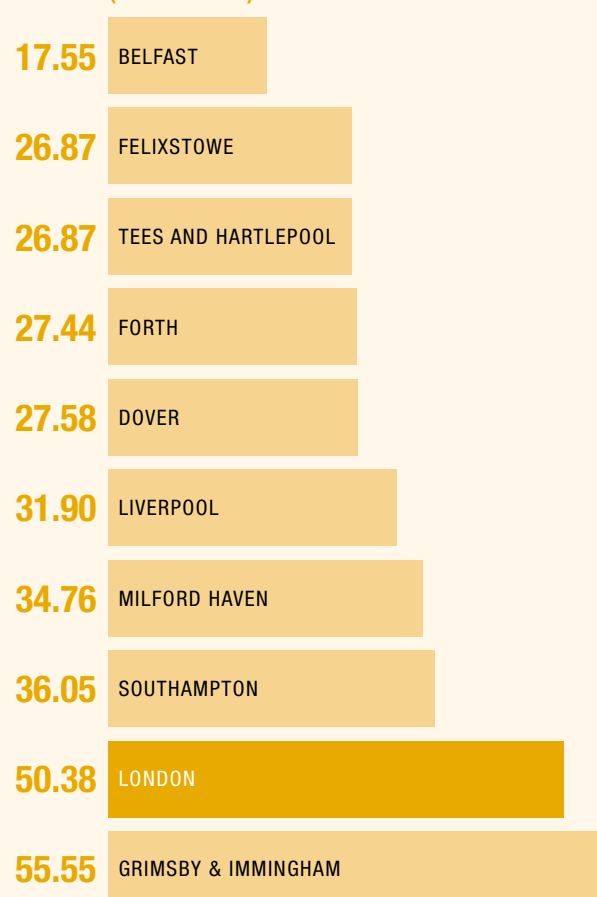 17.55 BELFAST
26.87 FELIXSTOWE
26.87 TEES AND HARTLEPOOL
27.44 FORTH
27.58 DOVER
31.90 LIVERPOOL
34.76 MILFORD HAVEN
36.05 SOUTHAMPTON
50.38 LONDON
55.55 GRIMSBY & IMMINGHAM